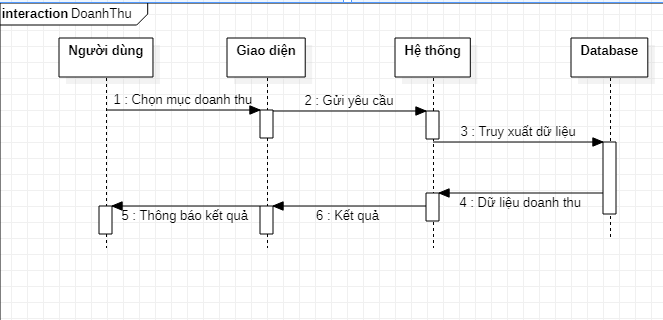 interaction DoanhThu
Người dùng
Giao diện
Hệ thống
Database
1 : Chọn mục doanh thu
2 : Gửi yêu cầu
3 : Truy xuất dữ liệu
4 : Dữ liệu doanh thu
5 : Thông báo kết quả
6 : Kết quả